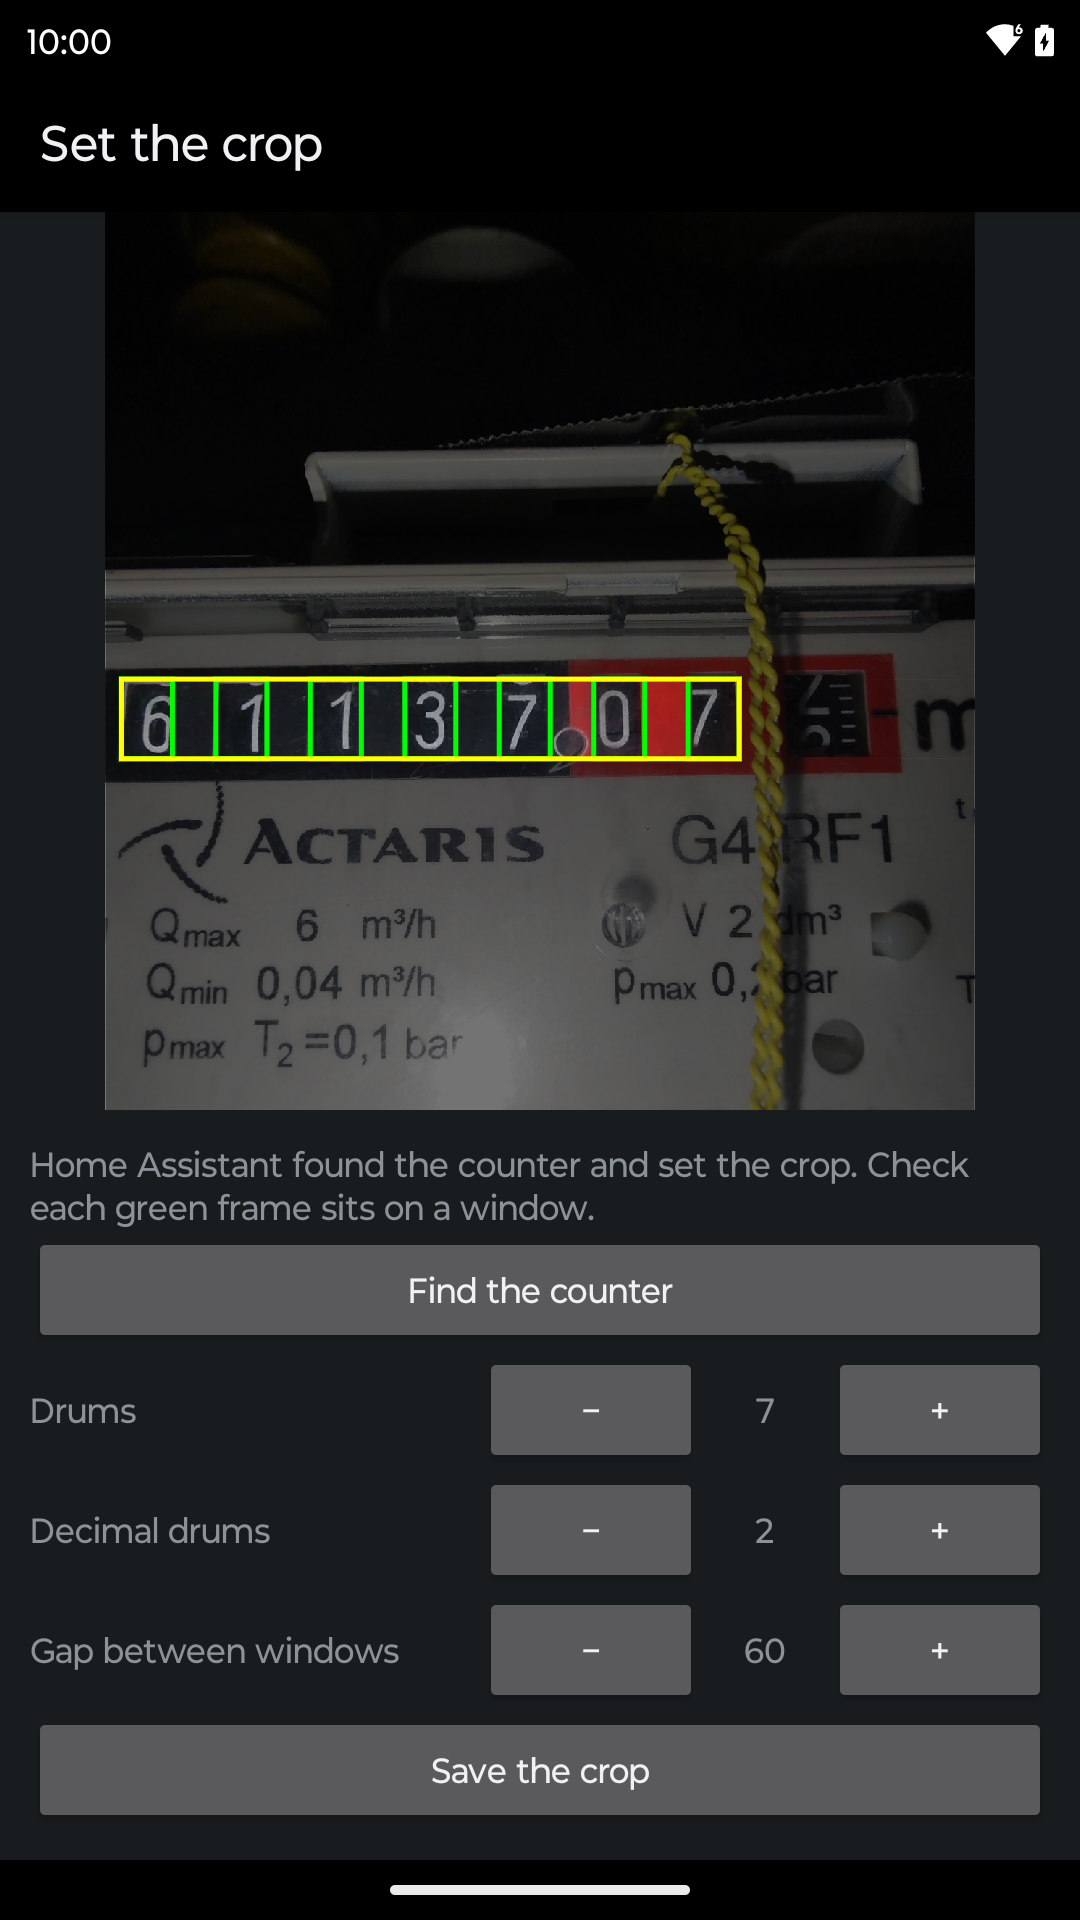 10:00
6
Set the crop
6 1 1 3 7 0 7
m
ACTARIS
G4 RF1
Qmax 6 m³/h
V 2 dm³
Qmin 0,04 m³/h
pmax 0,2 bar
T
pmax T₂ =0,1 bar
Home Assistant found the counter and set the crop. Check
each green frame sits on a window.
Find the counter
Drums − 7 +
Decimal drums − 2 +
Gap between windows − 60 +
Save the crop